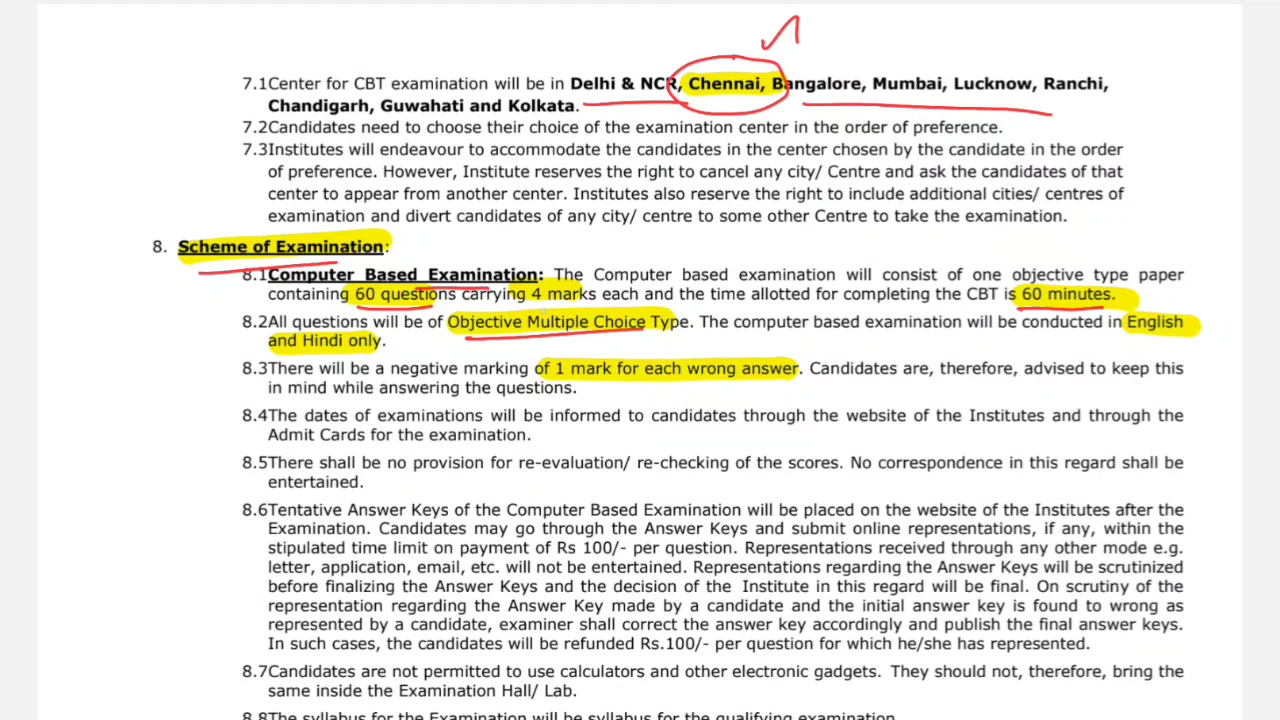 7.1Center for CBT examination will be in Delhi & NCR, Chennai, Bangalore, Mumbai, Lucknow, Ranchi,
Chandigarh, Guwahati and Kolkata.
7.2Candidates need to choose their choice of the examination center in the order of preference.
7.3Institutes will endeavour to accommodate the candidates in the center chosen by the candidate in the order
of preference. However, Institute reserves the right to cancel any city/ Centre and ask the candidates of that
center to appear from another center. Institutes also reserve the right to include additional cities/ centres of
examination and divert candidates of any city/ centre to some other Centre to take the examination.
8. Scheme of Examination:
8.1Computer Based Examination: The Computer based examination will consist of one objective type paper
containing 60 questions carrying 4 marks each and the time allotted for completing the CBT is 60 minutes.
8.2All questions will be of Objective Multiple Choice Type. The computer based examination will be conducted in English
and Hindi only.
8.3There will be a negative marking of 1 mark for each wrong answer. Candidates are, therefore, advised to keep this
in mind while answering the questions.
8.4The dates of examinations will be informed to candidates through the website of the Institutes and through the
Admit Cards for the examination.
8.5There shall be no provision for re-evaluation/ re-checking of the scores. No correspondence in this regard shall be
entertained.
8.6Tentative Answer Keys of the Computer Based Examination will be placed on the website of the Institutes after the
Examination. Candidates may go through the Answer Keys and submit online representations, if any, within the
stipulated time limit on payment of Rs 100/- per question. Representations received through any other mode e.g.
letter, application, email, etc. will not be entertained. Representations regarding the Answer Keys will be scrutinized
before finalizing the Answer Keys and the decision of the Institute in this regard will be final. On scrutiny of the
representation regarding the Answer Key made by a candidate and the initial answer key is found to wrong as
represented by a candidate, examiner shall correct the answer key accordingly and publish the final answer keys.
In such cases, the candidates will be refunded Rs.100/- per question for which he/she has represented.
8.7Candidates are not permitted to use calculators and other electronic gadgets. They should not, therefore, bring the
same inside the Examination Hall/ Lab.
8.8The syllabus for the Examination will be syllabus for the qualifying examination